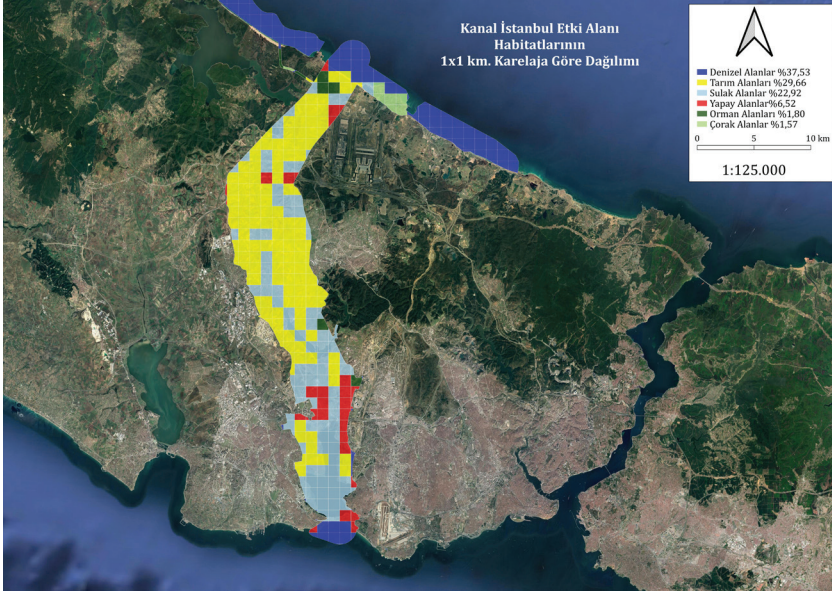 Kanal İstanbul Etki Alanı
Habitatlarının
1x1 km. Karelaja Göre Dağılımı
Denizel Alanlar %37,53
Tarım Alanları %29,66
Sulak Alanlar %22,92
Yapay Alanlar%6,52
Orman Alanları %1,80
Çorak Alanlar %1,57
0 5 10 km
1:125.000